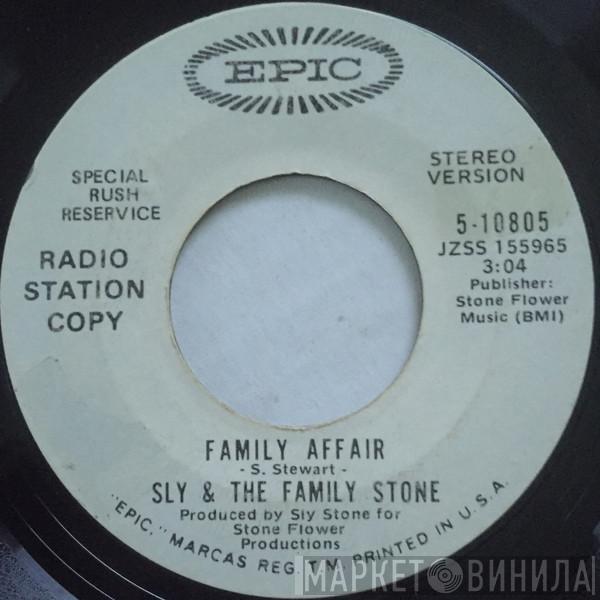 EPIC
SPECIAL
RUSH
RESERVICE
RADIO
STATION
COPY
STEREO
VERSION
5-10805
JZSS 155965
3:04
Publisher:
Stone Flower
Music (BMI)
FAMILY AFFAIR
- S. Stewart -
SLY & THE FAMILY STONE
Produced by Sly Stone for
Stone Flower
Productions
"EPIC," MARCAS REG. T.M. PRINTED IN U.S.A.
МАРКЕТ ВИНИЛА